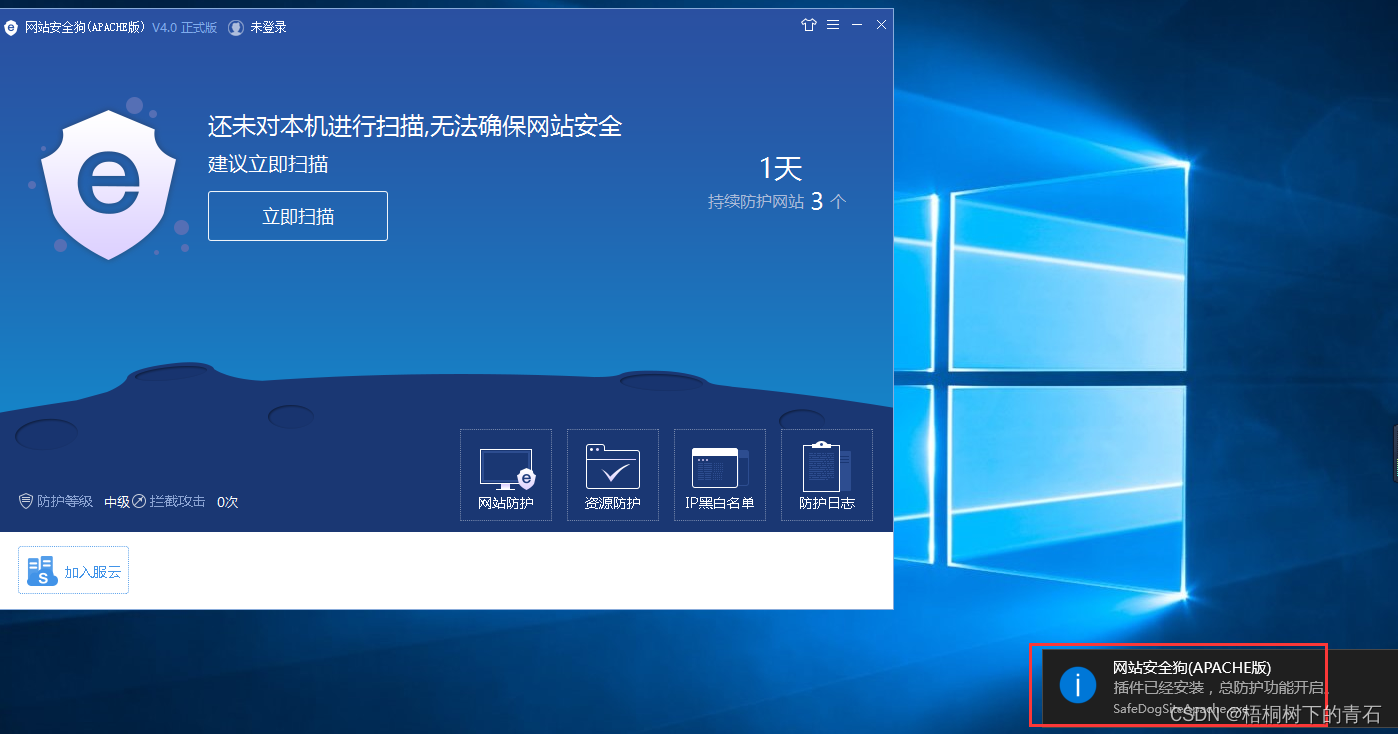 网站安全狗(APACHE版) V4.0 正式版 未登录
还未对本机进行扫描,无法确保网站安全
建议立即扫描
立即扫描
1天
持续防护网站 3 个
防护等级 中级 拦截攻击 0次
网站防护 资源防护 IP黑白名单 防护日志
加入服云
网站安全狗(APACHE版)
插件已经安装，总防护功能开启。
SafeDogSiteApache.exe
CSDN @梧桐树下的青石